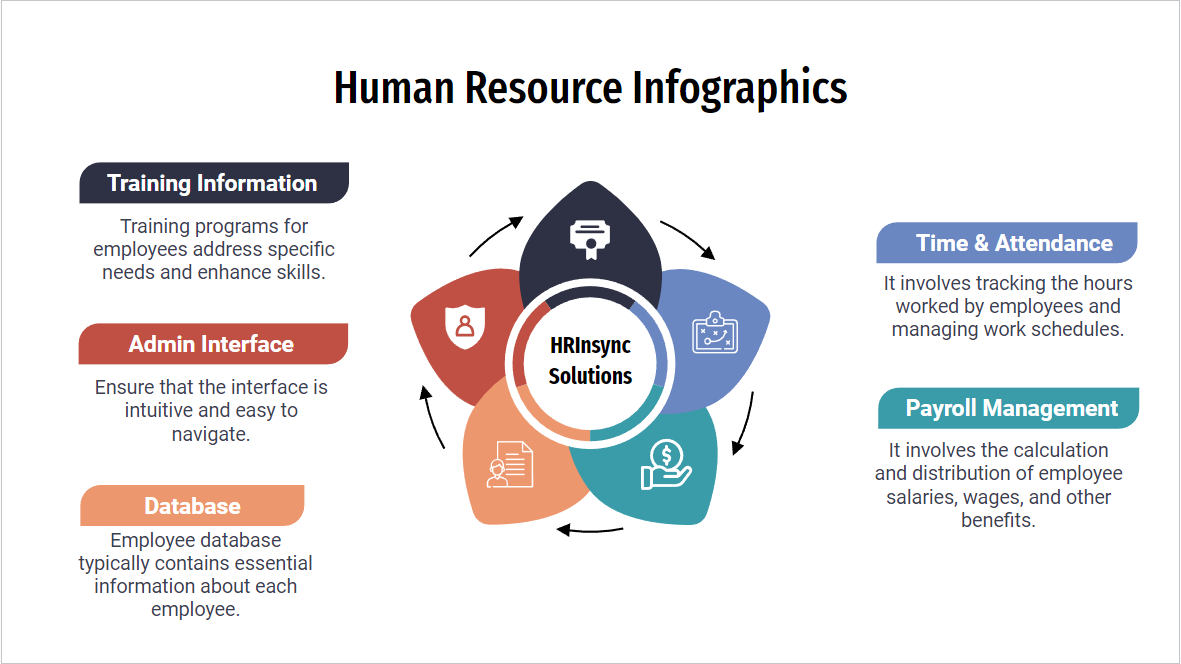 Human Resource Infographics
Training Information
Training programs for
employees address specific
needs and enhance skills.
Admin Interface
Ensure that the interface is
intuitive and easy to
navigate.
Database
Employee database
typically contains essential
information about each
employee.
HRInsync
Solutions
$
Time & Attendance
It involves tracking the hours
worked by employees and
managing work schedules.
Payroll Management
It involves the calculation
and distribution of employee
salaries, wages, and other
benefits.